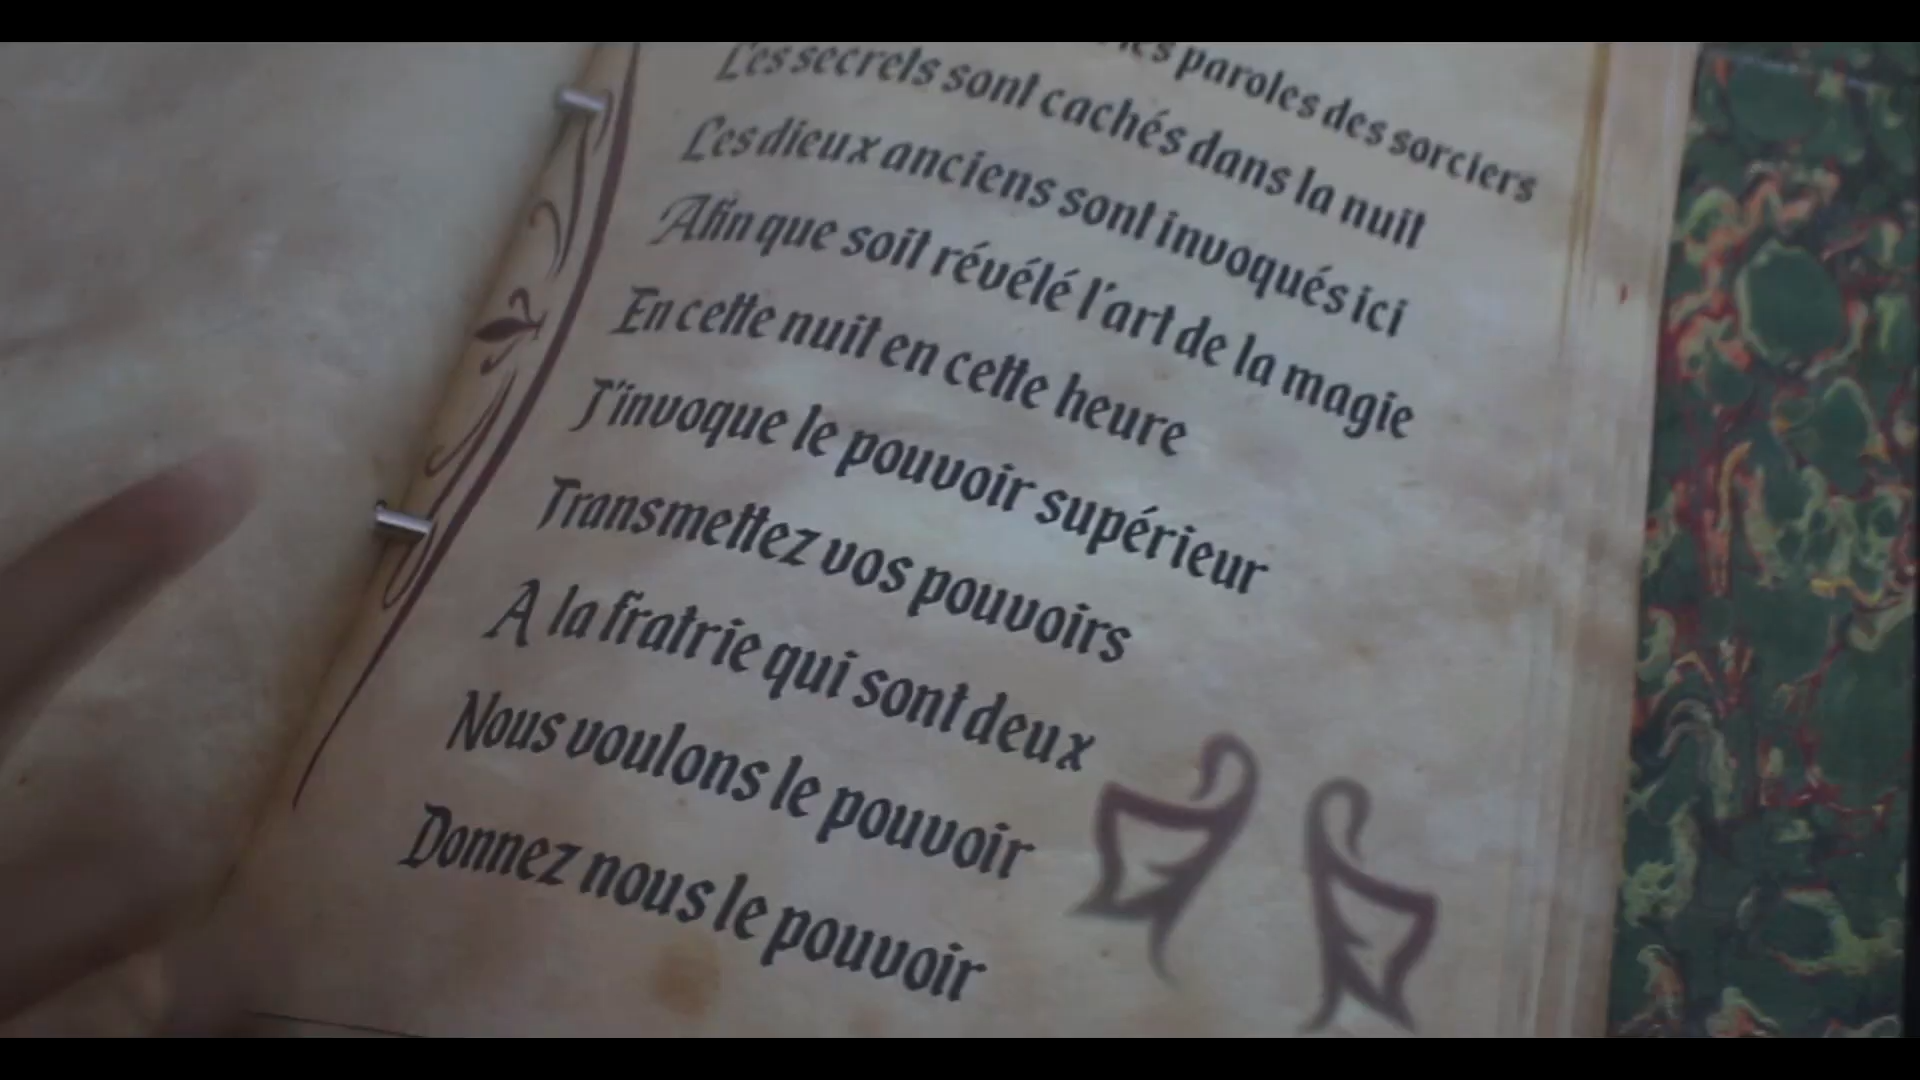 les paroles des sorciers
Les secrets sont cachés dans la nuit
Les dieux anciens sont invoqués ici
Afin que soit révélé l'art de la magie
En cette nuit en cette heure
J'invoque le pouvoir supérieur
Transmettez vos pouvoirs
A la fratrie qui sont deux
Nous voulons le pouvoir
Donnez nous le pouvoir